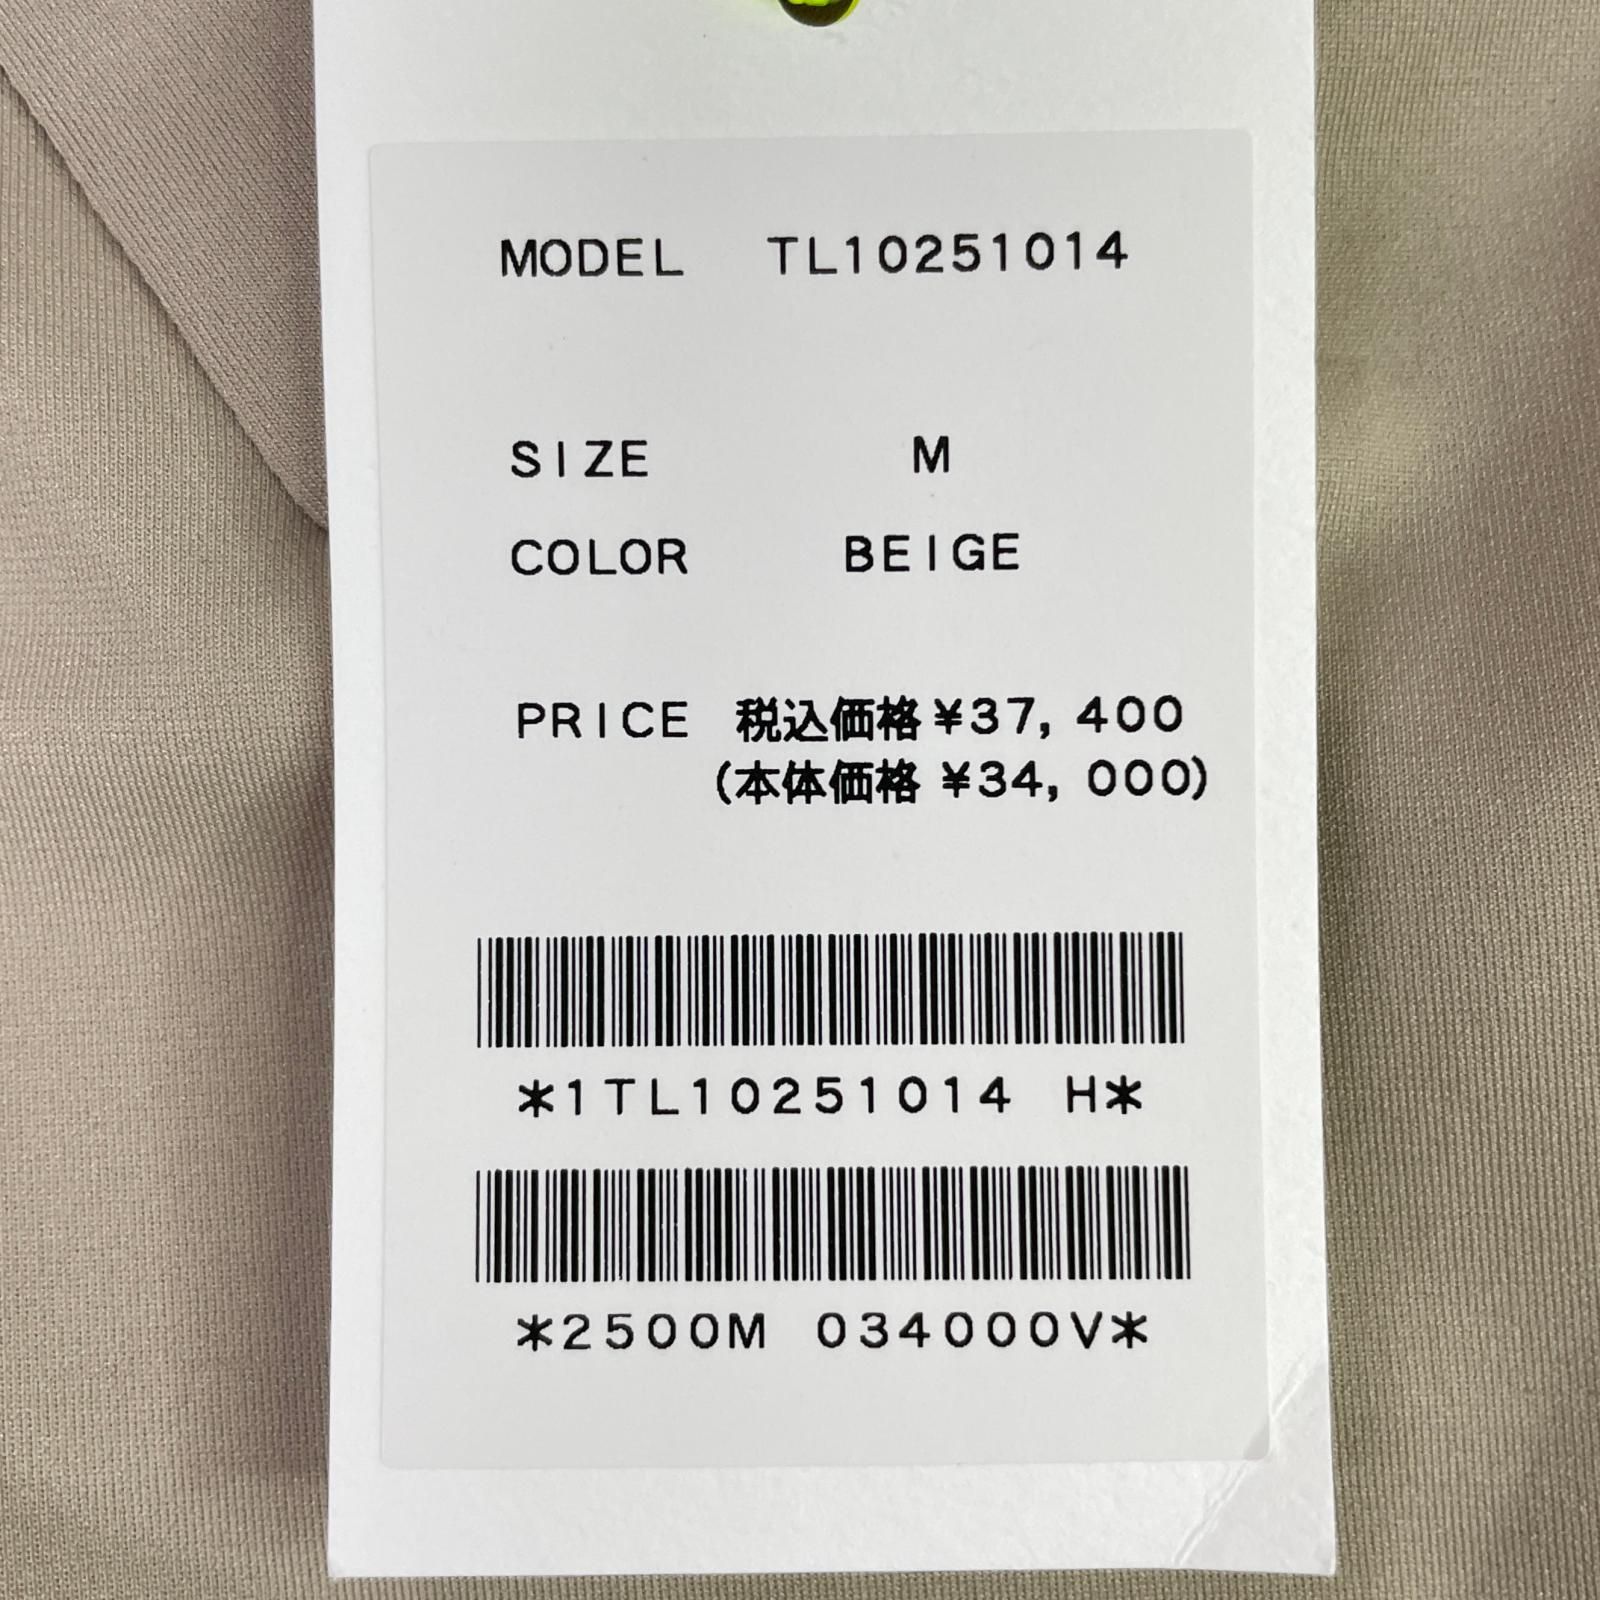 MODEL TL10251014
SIZE M
COLOR BEIGE
PRICE 税込価格 ¥37,400
(本体価格 ¥34,000)
*1TL10251014 H*
*2500M 034000V*